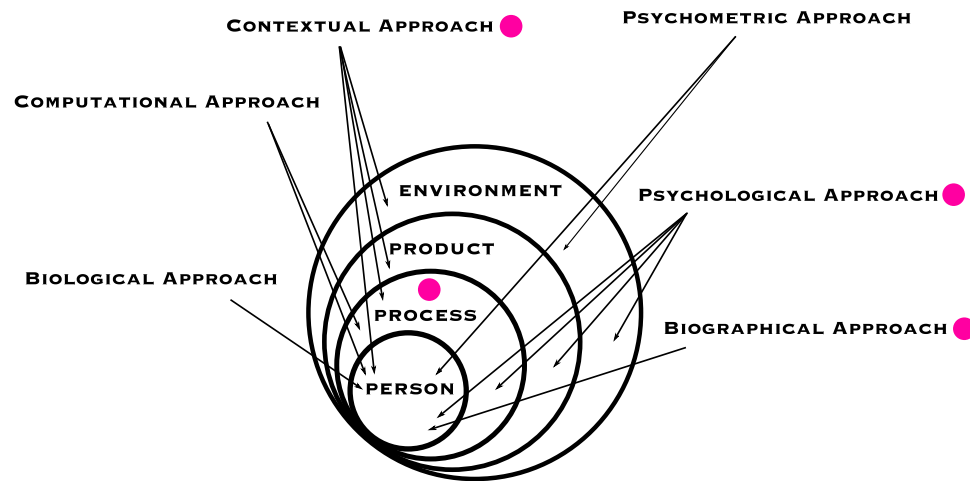 Psychometric Approach
Contextual Approach
Computational Approach
ENVIRONMENT
Psychological Approach
PRODUCT
Biological Approach
PROCESS
Biographical Approach
PERSON